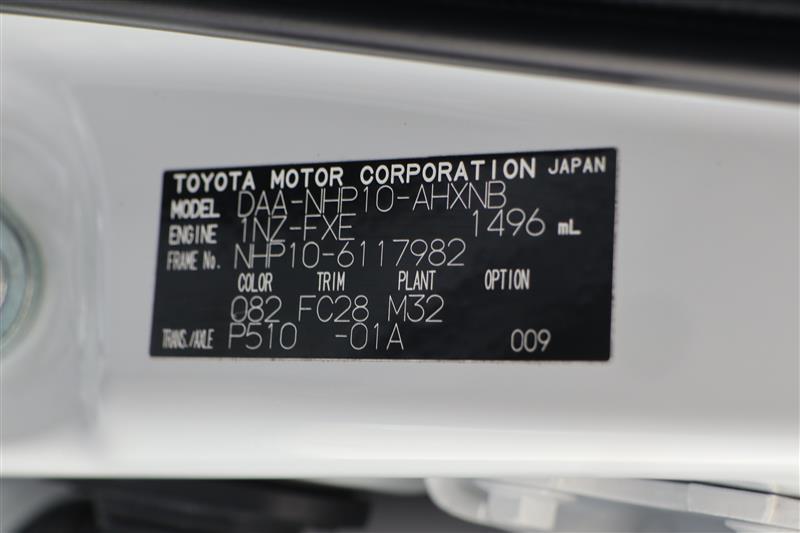 TOYOTA MOTOR CORPORATION JAPAN
MODEL DAA-NHP10-AHXNB
ENGINE 1NZ-FXE 1496 mL
FRAME No. NHP10-6117982
COLOR TRIM PLANT OPTION
082 FC28 M32
TRANS./AXLE P510 -01A 009